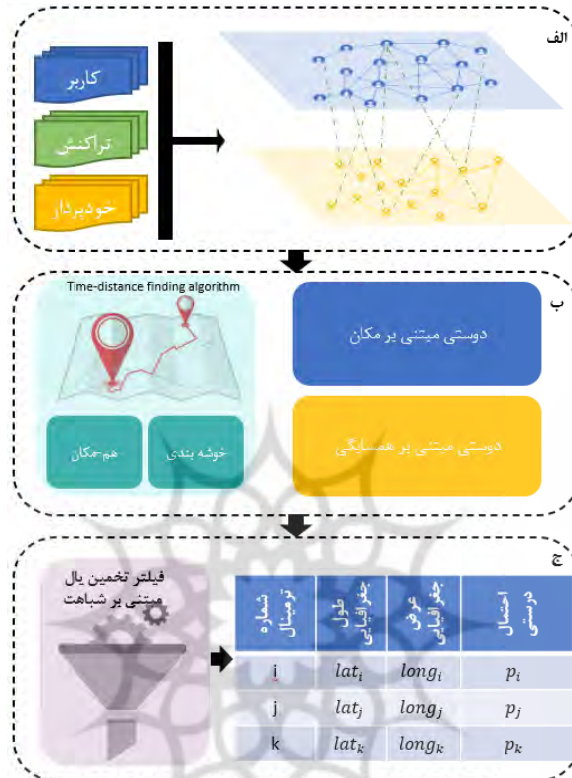 الف
کاربر
تراکنش
خودپرداز
ب
Time-distance finding algorithm
دوستی مبتنی بر مکان
هم-مکان
خوشه بندی
دوستی مبتنی بر همسایگی
ج
فیلتر تخمین یال
مبتنی بر شباهت
شماره
ترمینال
طول
جغرافیایی
عرض
جغرافیایی
احتمال
درستی
i lat_i long_i p_i
j lat_j long_j p_j
k lat_k long_k p_k